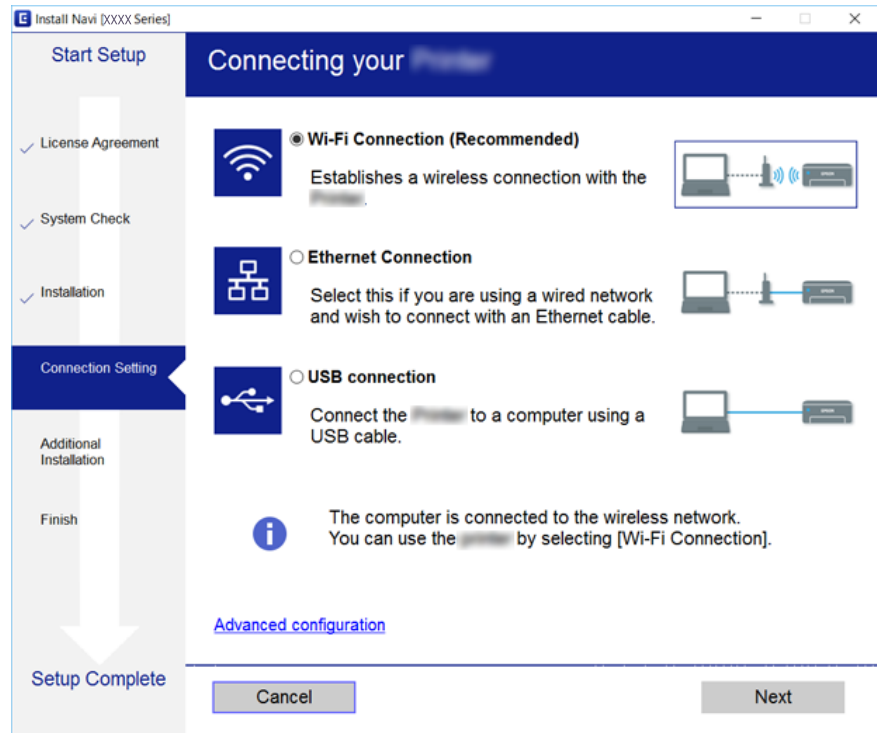 Install Navi [XXXX Series]
Start Setup
License Agreement
System Check
Installation
Connection Setting
Additional
Installation
Finish
Setup Complete
Connecting your
Wi-Fi Connection (Recommended)
Establishes a wireless connection with the
.
Ethernet Connection
Select this if you are using a wired network
and wish to connect with an Ethernet cable.
USB connection
Connect the to a computer using a
USB cable.
The computer is connected to the wireless network.
You can use the by selecting [Wi-Fi Connection].
Advanced configuration
Cancel
Next